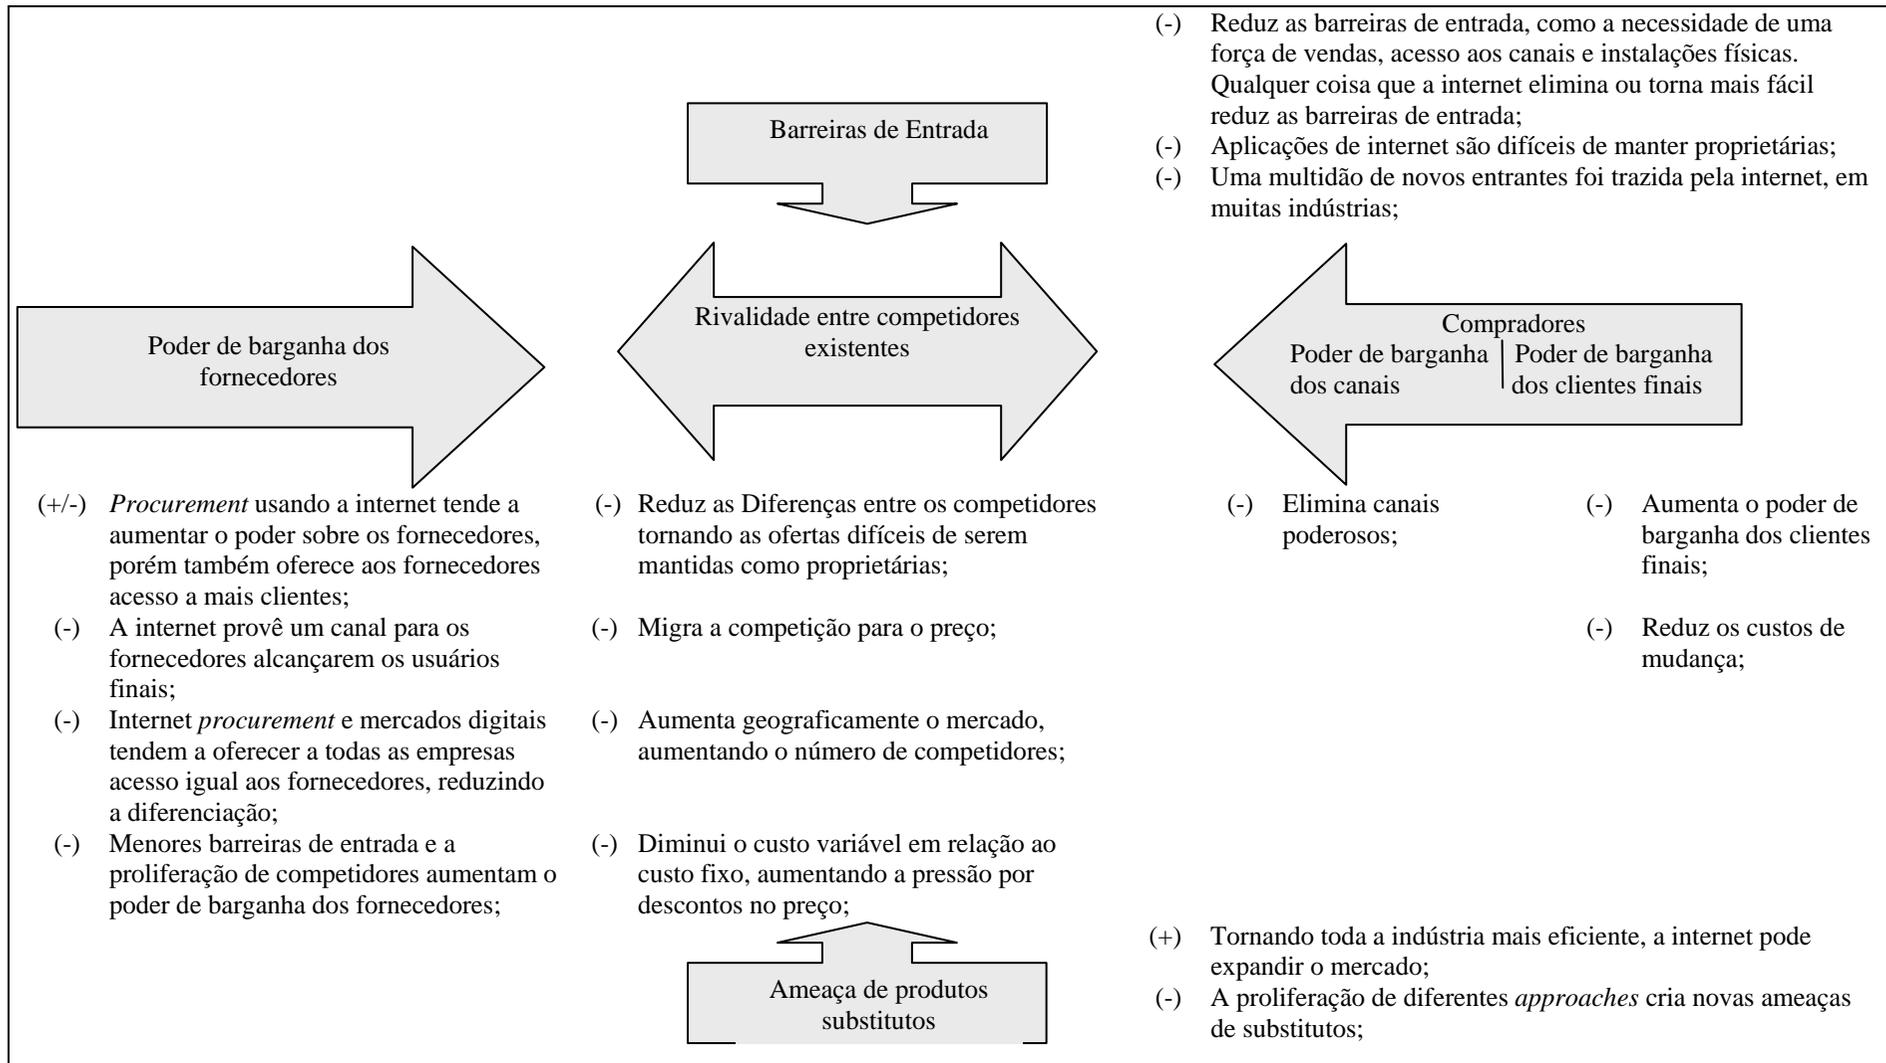 (-) Reduz as barreiras de entrada, como a necessidade de uma
força de vendas, acesso aos canais e instalações físicas.
Qualquer coisa que a internet elimina ou torna mais fácil
reduz as barreiras de entrada;
(-) Aplicações de internet são difíceis de manter proprietárias;
(-) Uma multidão de novos entrantes foi trazida pela internet, em
muitas indústrias;
Barreiras de Entrada
Poder de barganha dos
fornecedores
Rivalidade entre competidores
existentes
Compradores
Poder de barganha
dos canais
Poder de barganha
dos clientes finais
(+/-) Procurement usando a internet tende a
aumentar o poder sobre os fornecedores,
porém também oferece aos fornecedores
acesso a mais clientes;
(-) A internet provê um canal para os
fornecedores alcançarem os usuários
finais;
(-) Internet procurement e mercados digitais
tendem a oferecer a todas as empresas
acesso igual aos fornecedores, reduzindo
a diferenciação;
(-) Menores barreiras de entrada e a
proliferação de competidores aumentam o
poder de barganha dos fornecedores;
(-) Reduz as Diferenças entre os competidores
tornando as ofertas difíceis de serem
mantidas como proprietárias;
(-) Migra a competição para o preço;
(-) Aumenta geograficamente o mercado,
aumentando o número de competidores;
(-) Diminui o custo variável em relação ao
custo fixo, aumentando a pressão por
descontos no preço;
(-) Elimina canais
poderosos;
(-) Aumenta o poder de
barganha dos clientes
finais;
(-) Reduz os custos de
mudança;
Ameaça de produtos
substitutos
(+) Tornando toda a indústria mais eficiente, a internet pode
expandir o mercado;
(-) A proliferação de diferentes approaches cria novas ameaças
de substitutos;